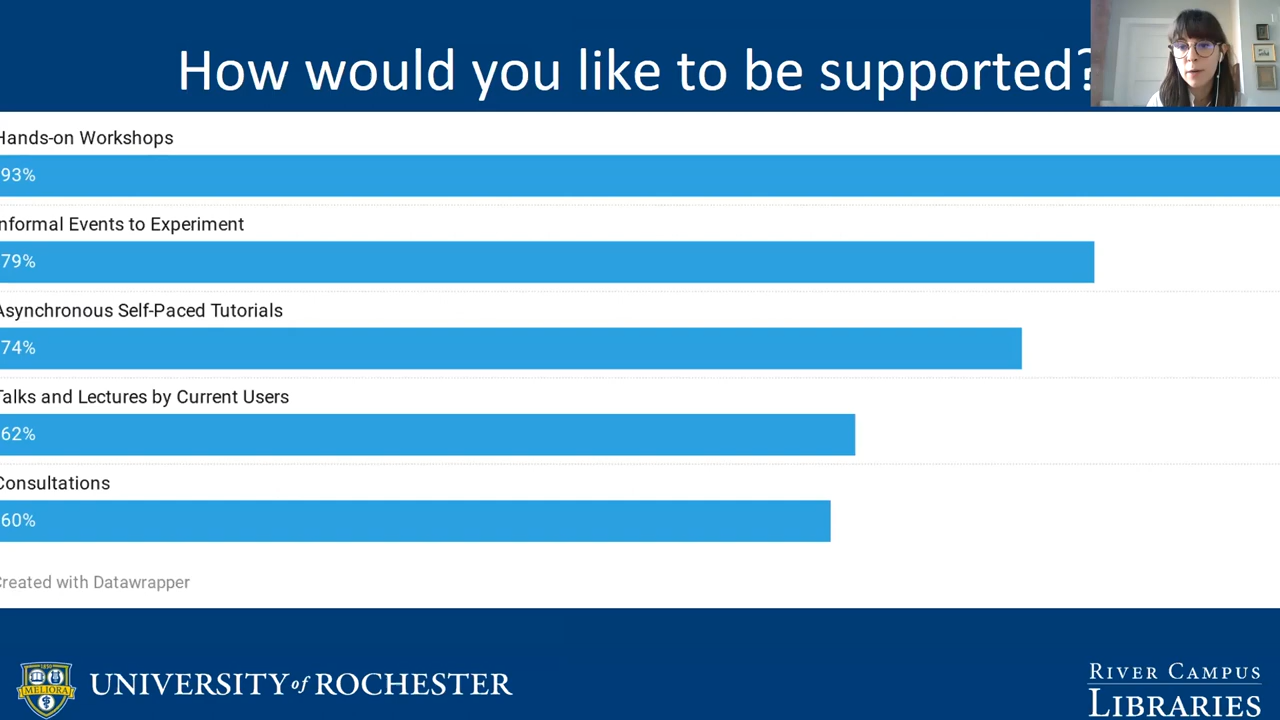 How would you like to be supported?
Hands-on Workshops
93%
Informal Events to Experiment
79%
Asynchronous Self-Paced Tutorials
74%
Talks and Lectures by Current Users
62%
Consultations
60%
Created with Datawrapper
1850
MELIORA
UNIVERSITY of ROCHESTER
RIVER CAMPUS
LIBRARIES